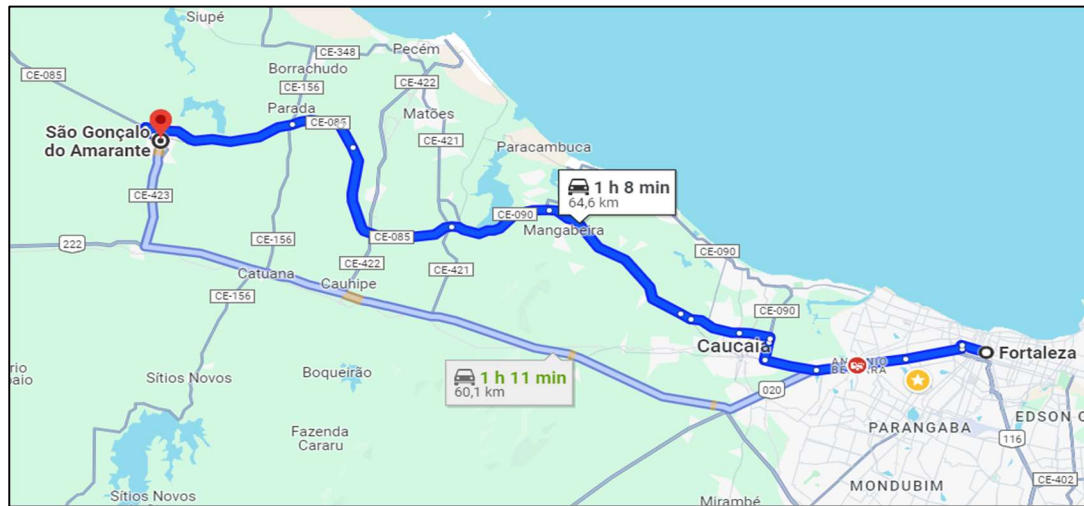 Siupé
Pecém
CE-348
Borrachudo
CE-422
CE-085
CE-156
Parada
Matões
CE-085
São Gonçalo
do Amarante
CE-421
Paracambuca
1 h 8 min
64,6 km
CE-423
CE-090
Mangabeira
CE-085
222
CE-156
CE-422
CE-421
CE-090
Catuana
Cauhipe
CE-156
CE-090
Caucaia
Fortaleza
1 h 11 min
60,1 km
Boqueirão
Sítios Novos
020
PARANGABA
EDSON
116
Fazenda
Cararu
CE-402
MONDUBIM
Sítios Novos
Mirambé